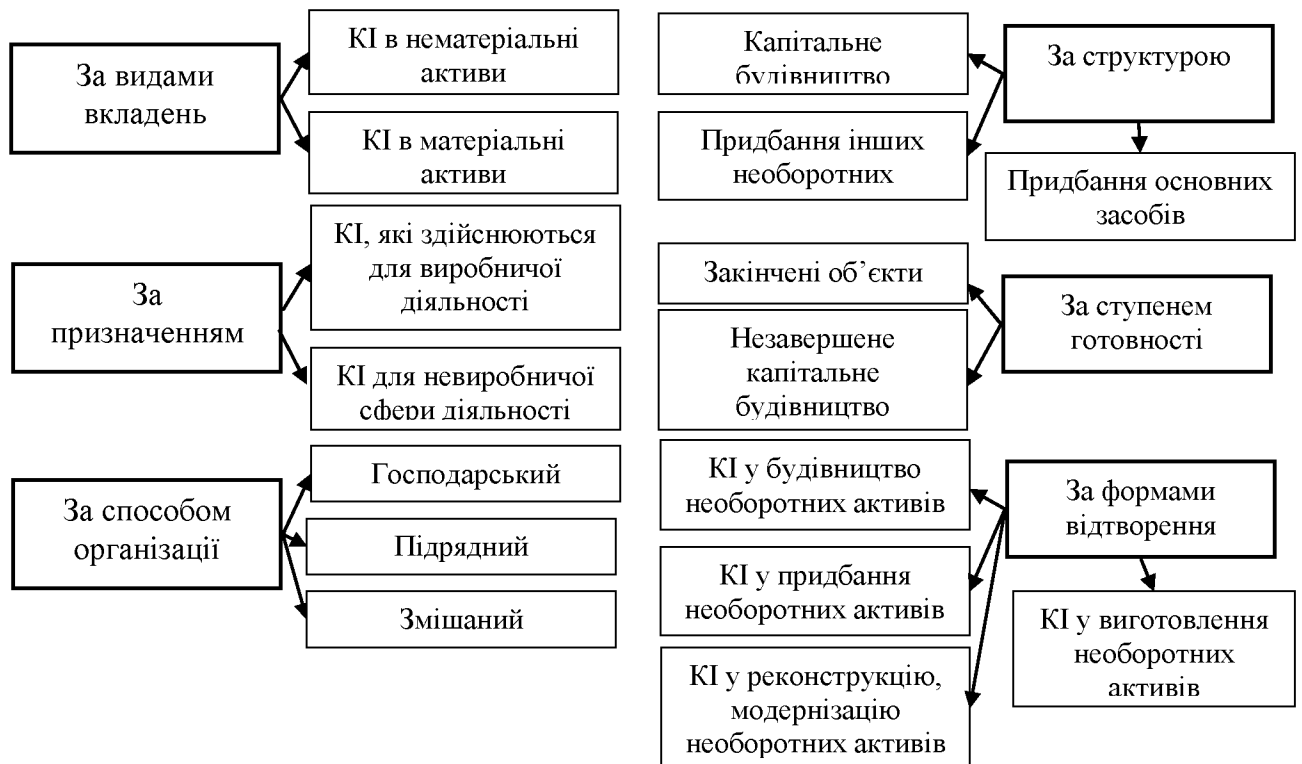 За видами
вкладень
КІ в нематеріальні
активи
КІ в матеріальні
активи
За
призначенням
КІ, які здійснюються
для виробничої
діяльності
КІ для невиробничої
сфери діяльності
За способом
організації
Господарський
Підрядний
Змішаний
Капітальне
будівництво
Придбання інших
необоротних
За структурою
Придбання основних
засобів
Закінчені об’єкти
Незавершене
капітальне
будівництво
За ступенем
готовності
КІ у будівництво
необоротних активів
КІ у придбання
необоротних активів
КІ у реконструкцію,
модернізацію
необоротних активів
За формами
відтворення
КІ у виготовлення
необоротних
активів